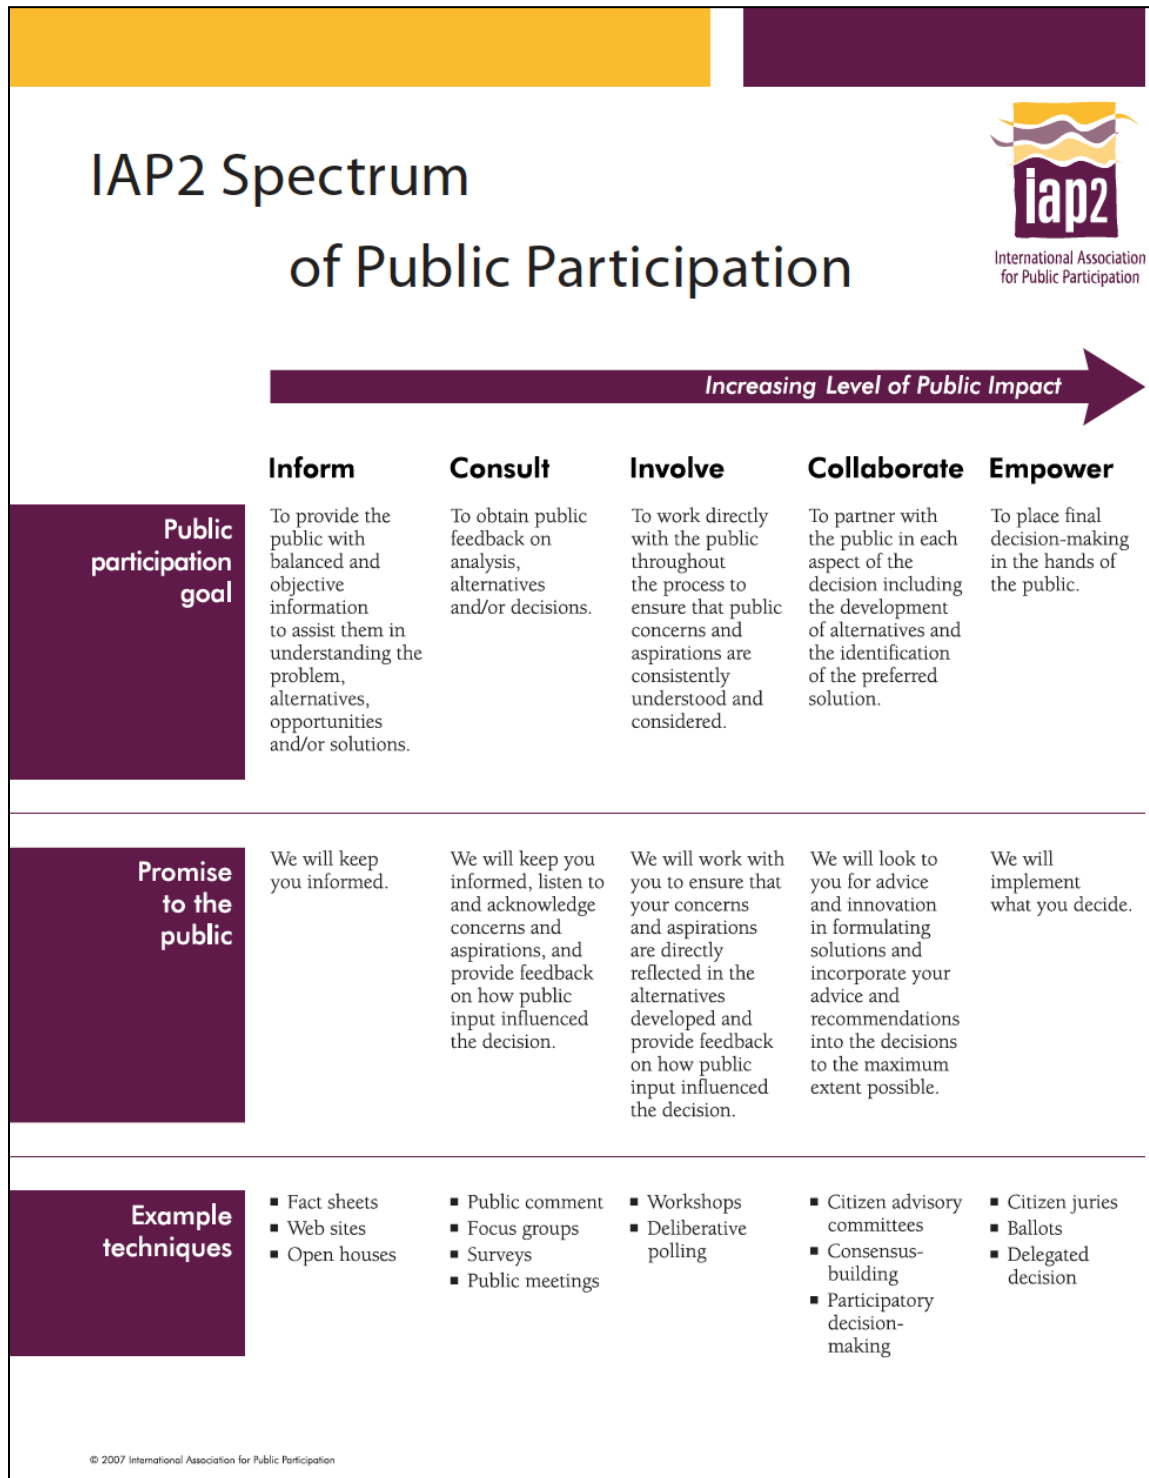 IAP2 Spectrum
of Public Participation
iap2
International Association
for Public Participation
Increasing Level of Public Impact
Inform
Consult
Involve
Collaborate
Empower
Public
participation
goal
To provide the
public with
balanced and
objective
information
to assist them in
understanding the
problem,
alternatives,
opportunities
and/or solutions.
To obtain public
feedback on
analysis,
alternatives
and/or decisions.
To work directly
with the public
throughout
the process to
ensure that public
concerns and
aspirations are
consistently
understood and
considered.
To partner with
the public in each
aspect of the
decision including
the development
of alternatives and
the identification
of the preferred
solution.
To place final
decision-making
in the hands of
the public.
Promise
to the
public
We will keep
you informed.
We will keep you
informed, listen to
and acknowledge
concerns and
aspirations, and
provide feedback
on how public
input influenced
the decision.
We will work with
you to ensure that
your concerns
and aspirations
are directly
reflected in the
alternatives
developed and
provide feedback
on how public
input influenced
the decision.
We will look to
you for advice
and innovation
in formulating
solutions and
incorporate your
advice and
recommendations
into the decisions
to the maximum
extent possible.
We will
implement
what you decide.
Example
techniques
▪ Fact sheets
▪ Web sites
▪ Open houses
▪ Public comment
▪ Focus groups
▪ Surveys
▪ Public meetings
▪ Workshops
▪ Deliberative
polling
▪ Citizen advisory
committees
▪ Consensus-
building
▪ Participatory
decision-
making
▪ Citizen juries
▪ Ballots
▪ Delegated
decision
© 2007 International Association for Public Participation